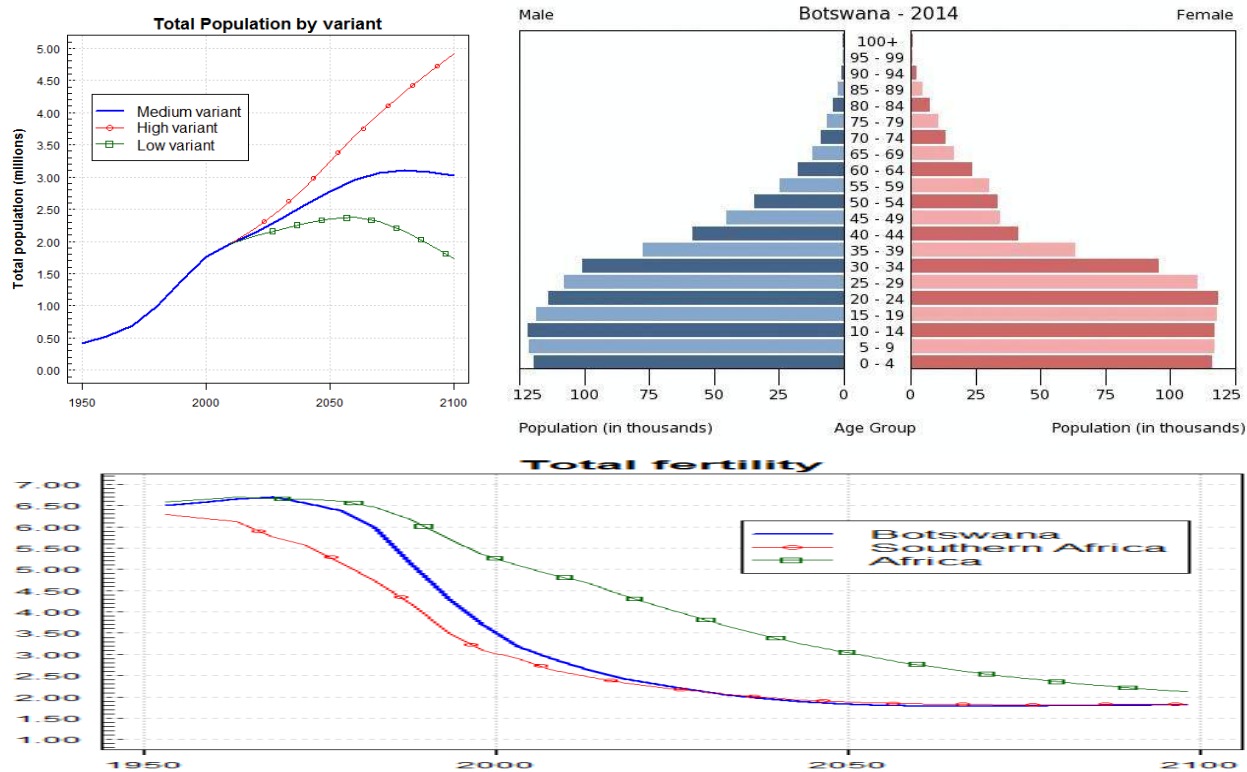 Total Population by variant
Total population (millions)
5.00
4.50
4.00
3.50
3.00
2.50
2.00
1.50
1.00
0.50
0.00
Medium variant
High variant
Low variant
1950 2000 2050 2100
Male Botswana - 2014 Female
100+
95 - 99
90 - 94
85 - 89
80 - 84
75 - 79
70 - 74
65 - 69
60 - 64
55 - 59
50 - 54
45 - 49
40 - 44
35 - 39
30 - 34
25 - 29
20 - 24
15 - 19
10 - 14
5 - 9
0 - 4
125 100 75 50 25 0 0 25 50 75 100 125
Population (in thousands) Age Group Population (in thousands)
Total fertility
7.00
6.50
6.00
5.50
5.00
4.50
4.00
3.50
3.00
2.50
2.00
1.50
1.00
Botswana
Southern Africa
Africa
1950 2000 2050 2100